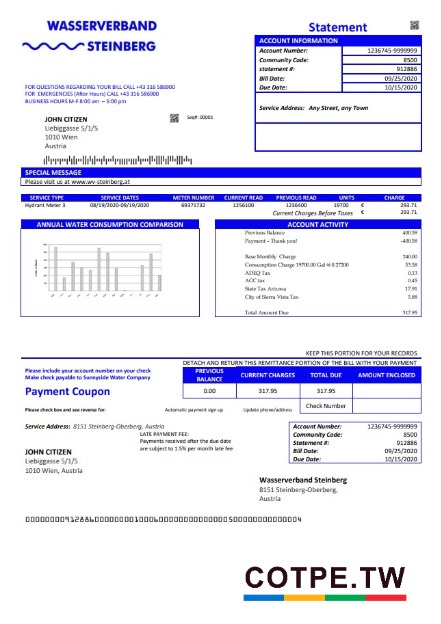 WASSERVERBAND
STEINBERG
Statement
ACCOUNT INFORMATION
Account Number: 1236745-9999999
Community Code: 8500
statement #: 912886
Bill Date: 09/25/2020
Due Date: 10/15/2020
Service Address: Any Street, any Town
FOR QUESTIONS REGARDING YOUR BILL CALL +43 316 586900
FOR EMERGENCIES (After Hours) CALL +43 316 586900
BUSINESS HOURS M-F 8:00 am – 5:00 pm
JOHN CITIZEN
Liebiggasse 5/1/5
1010 Wien
Austria
SPECIAL MESSAGE
Please visit us at www.wv-steinberg.at
SERVICE TYPE SERVICE DATES METER NUMBER CURRENT READ PREVIOUS READ UNITS CHARGE
Hydrant Meter 3 08/19/2020-09/19/2020 69371732 1256100 1236400 19700 € 293.71
Current Charges Before Taxes € 293.71
ANNUAL WATER CONSUMPTION COMPARISON
ACCOUNT ACTIVITY
Previous Balance
Payment – Thank you!
Base Monthly Charge 240.00
Consumption Charge 19700.00 Gal @ 0.27200 53.58
ADEQ Tax 0.13
ACC tax 0.45
State Tax Arizona 17.91
City of Sierra Vista Tax 5.88
Total Amount Due 317.95
KEEP THIS PORTION FOR YOUR RECORDS
DETACH AND RETURN THIS REMITTANCE PORTION OF THE BILL WITH YOUR PAYMENT
Please include your account number on your check
Make check payable to Sunnyside Water Company
PREVIOUS BALANCE CURRENT CHARGES TOTAL DUE AMOUNT ENCLOSED
0.00 317.95 317.95
Payment Coupon
Check Number
Please check box and see reverse for: Automatic payment sign up Update phone/address
Service Address: 8151 Steinberg-Oberberg, Austria
LATE PAYMENT FEE:
Payments received after the due date
are subject to 1.5% per month late fee
Account Number: 1236745-9999999
Community Code: 8500
Statement #: 912886
Bill Date: 09/25/2020
Due Date: 10/15/2020
JOHN CITIZEN
Liebiggasse 5/1/5
1010 Wien, Austria
Wasserverband Steinberg
8151 Steinberg-Oberberg,
Austria
COTPE.TW